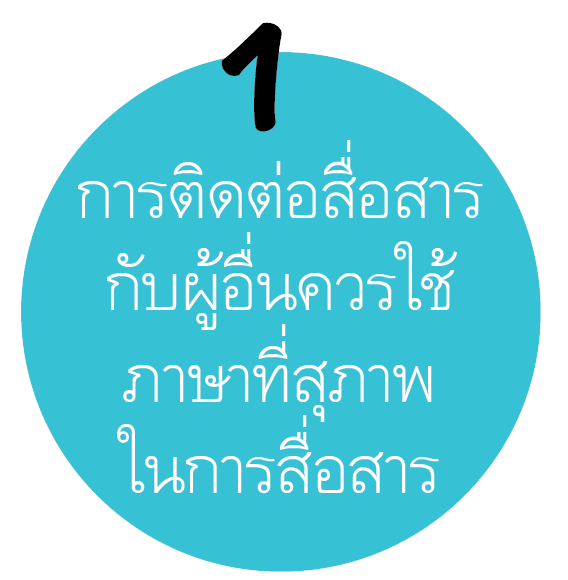 1
การติดต่อสื่อสาร
กับผู้อื่นควรใช้
ภาษาที่สุภาพ
ในการสื่อสาร